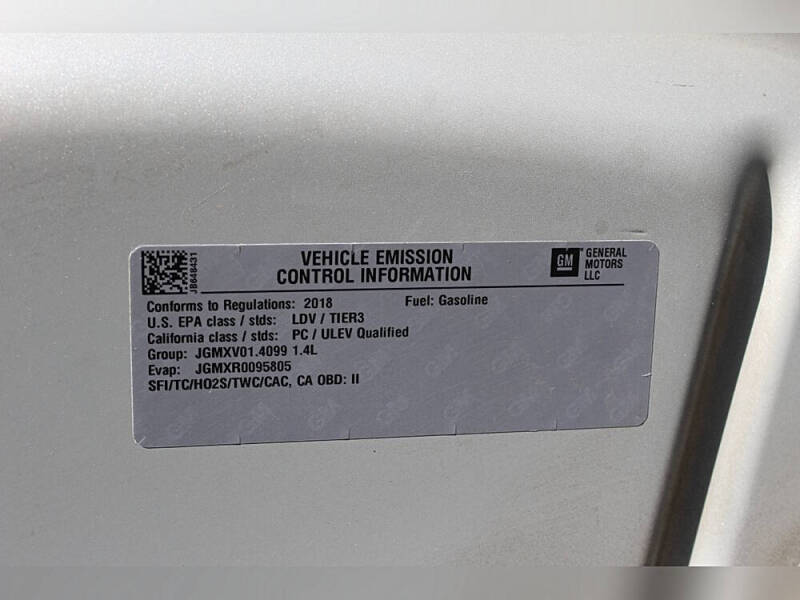 JB648431
VEHICLE EMISSION
CONTROL INFORMATION
GM
GENERAL
MOTORS
LLC
Conforms to Regulations: 2018 Fuel: Gasoline
U.S. EPA class / stds: LDV / TIER3
California class / stds: PC / ULEV Qualified
Group: JGMXV01.4099 1.4L
Evap: JGMXR0095805
SFI/TC/HO2S/TWC/CAC, CA OBD: II